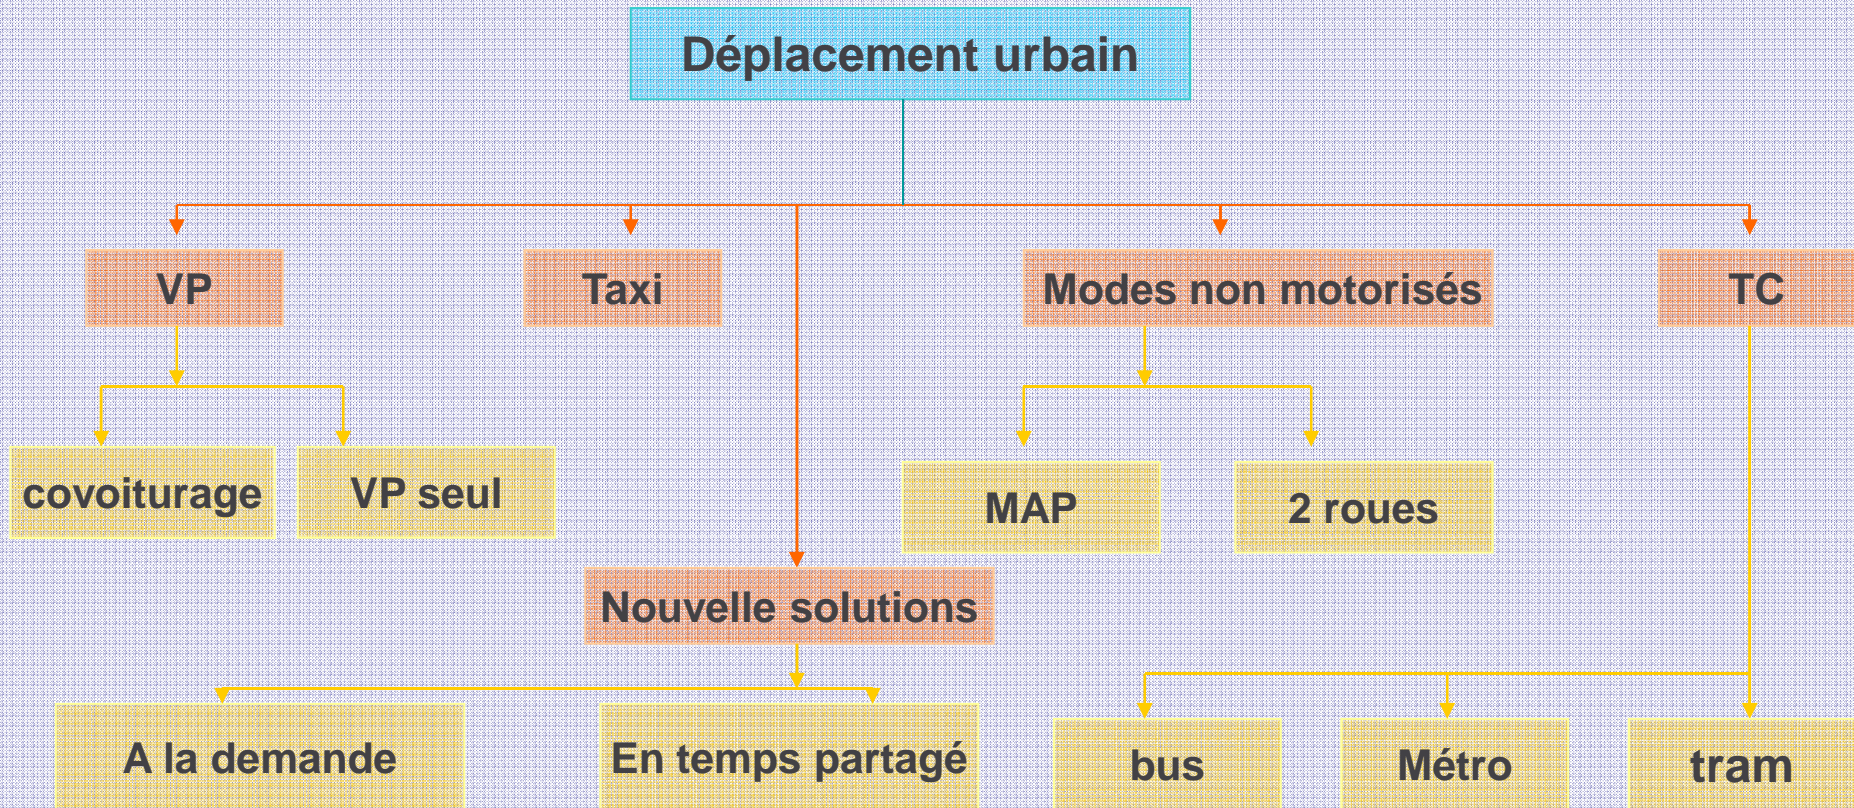 Déplacement urbain
VP
Taxi
Modes non motorisés
TC
covoiturage
VP seul
MAP
2 roues
Nouvelle solutions
A la demande
En temps partagé
bus
Métro
tram